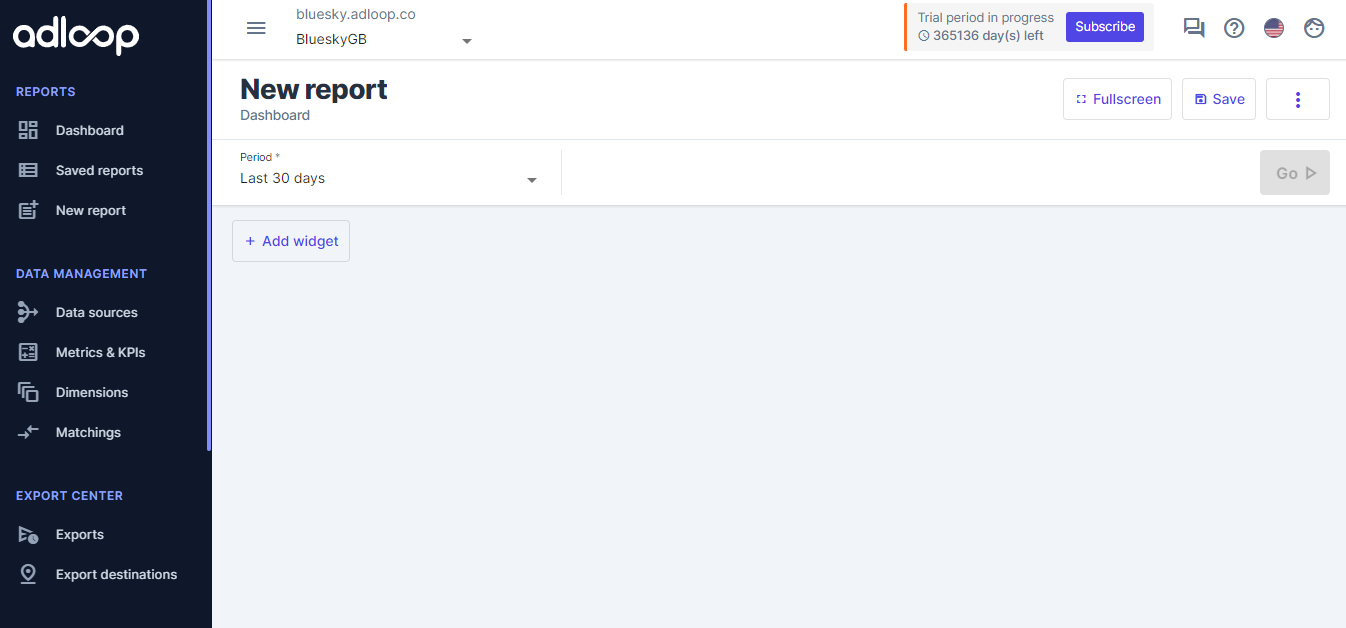 adloop
REPORTS
Dashboard
Saved reports
New report
DATA MANAGEMENT
Data sources
Metrics & KPIs
Dimensions
Matchings
EXPORT CENTER
Exports
Export destinations
bluesky.adloop.co
BlueskyGB
Trial period in progress
365136 day(s) left
Subscribe
New report
Dashboard
Fullscreen
Save
Period *
Last 30 days
Go
+ Add widget